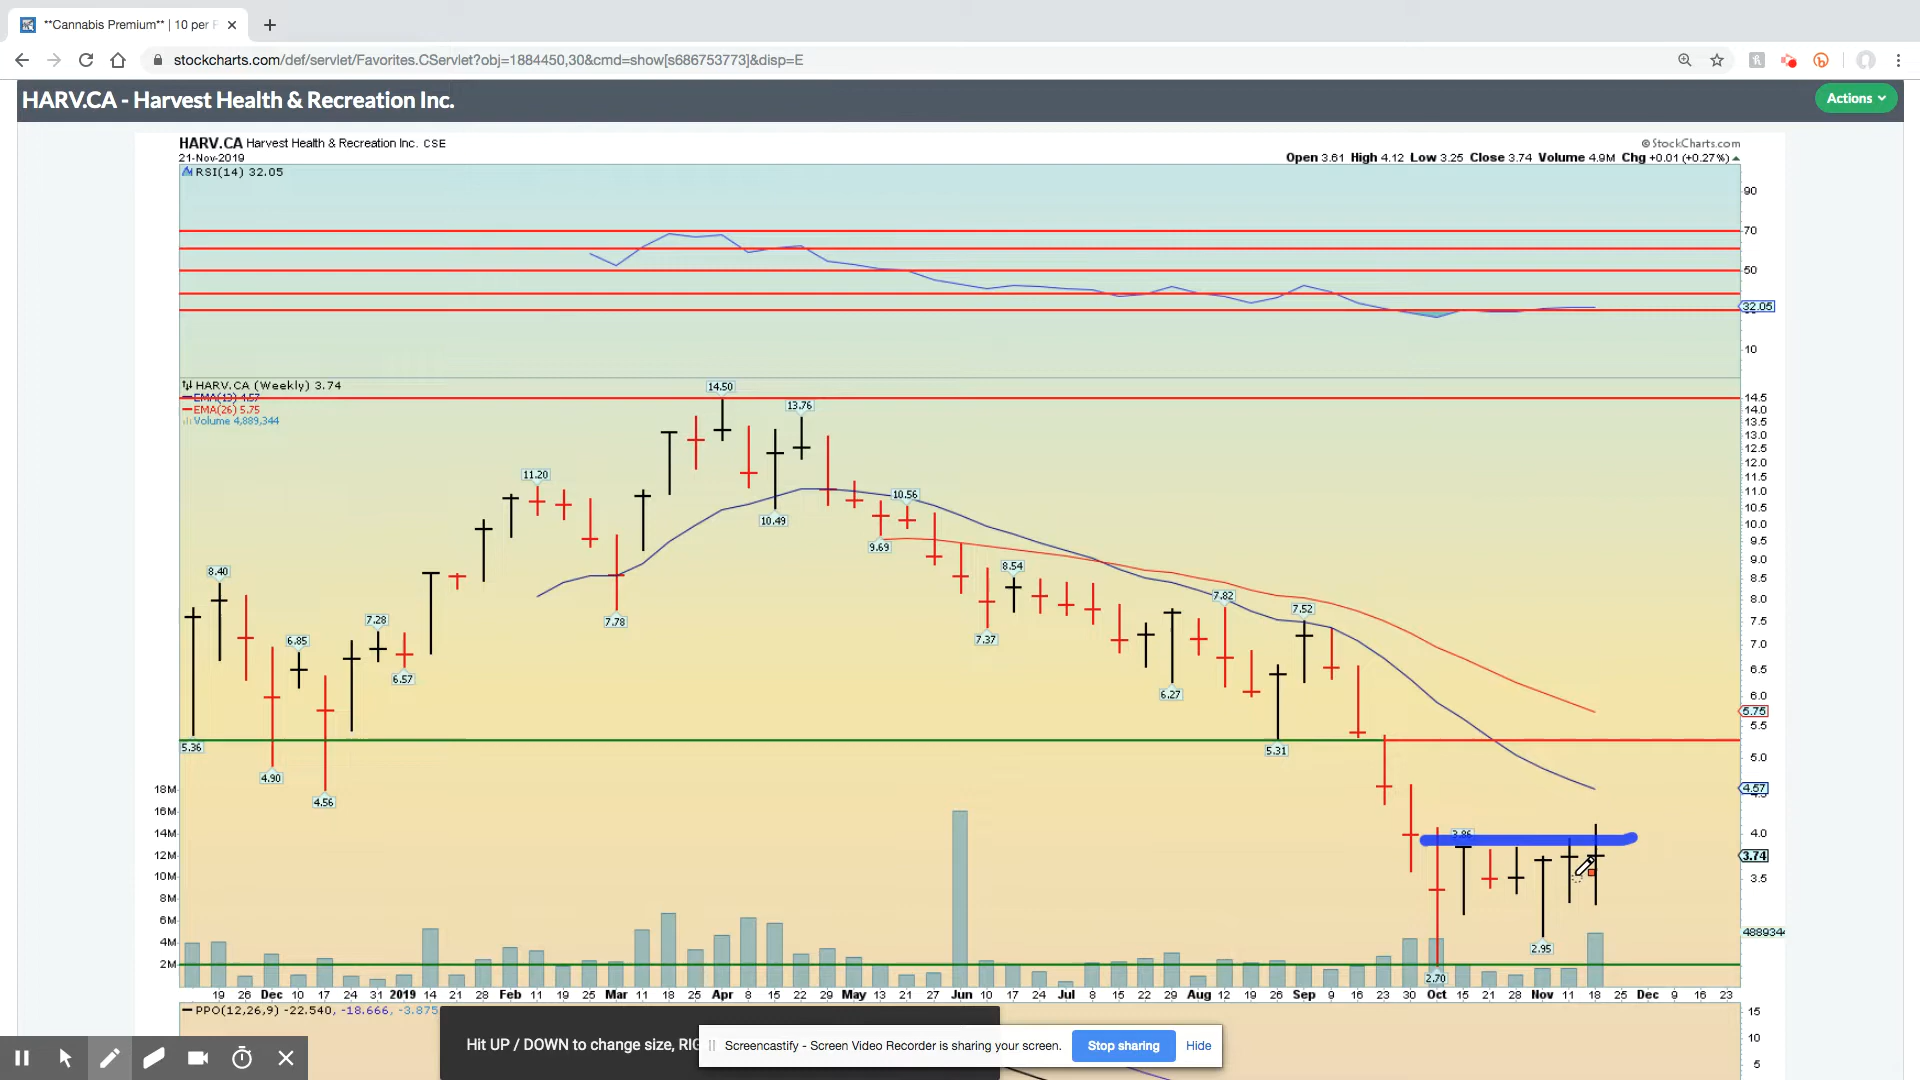 **Cannabis Premium** | 10 per F
stockcharts.com/def/servlet/Favorites.CServlet?obj=1884450,30&cmd=show[s686753773]&disp=E
HARV.CA - Harvest Health & Recreation Inc.
Actions
HARV.CA Harvest Health & Recreation Inc. CSE
© StockCharts.com
21-Nov-2019
Open 3.61 High 4.12 Low 3.25 Close 3.74 Volume 4.9M Chg +0.01 (+0.27%)
RSI(14) 32.05
90
70
50
32.05
10
HARV.CA (Weekly) 3.74
EMA(13) 4.57
EMA(26) 5.75
Volume 4,889,344
14.50
13.76
11.20
10.56
10.49
9.69
8.40
8.54
7.82
7.52
7.28
7.78
6.85
7.37
6.57
6.27
5.36
5.31
4.90
4.56
3.86
2.95
2.70
14.5
14.0
13.5
13.0
12.5
12.0
11.5
11.0
10.5
10.0
9.5
9.0
8.5
8.0
7.5
7.0
6.5
6.0
5.75
5.5
5.0
4.57
4.0
3.74
3.5
4889344
18M
16M
14M
12M
10M
8M
6M
4M
2M
19 26 Dec 10 17 24 31 2019 14 21 28 Feb 11 19 25 Mar 11 18 25 Apr 8 15 22 29 May 13 21 27 Jun 10 17 24 Jul 8 15 22 29 Aug 12 19 26 Sep 9 16 23 30 Oct 15 21 28 Nov 11 18 25 Dec 9 16 23
PPO(12,26,9) -22.540, -18.666, -3.875
15
10
5
Hit UP / DOWN to change size, RIG
Screencastify - Screen Video Recorder is sharing your screen.
Stop sharing
Hide